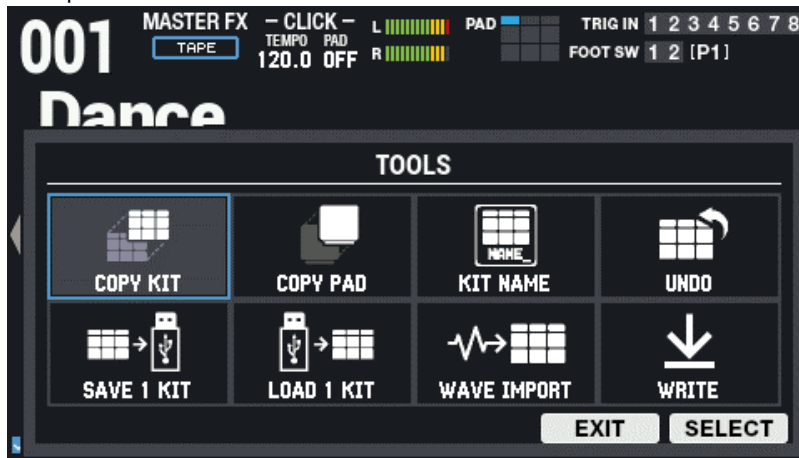 001 MASTER FX – CLICK – L R PAD TRIG IN 1 2 3 4 5 6 7 8
TAPE TEMPO PAD FOOT SW 1 2 [P1]
120.0 OFF
Dance
TOOLS
COPY KIT COPY PAD KIT NAME UNDO
NAME_
SAVE 1 KIT LOAD 1 KIT WAVE IMPORT WRITE
EXIT SELECT